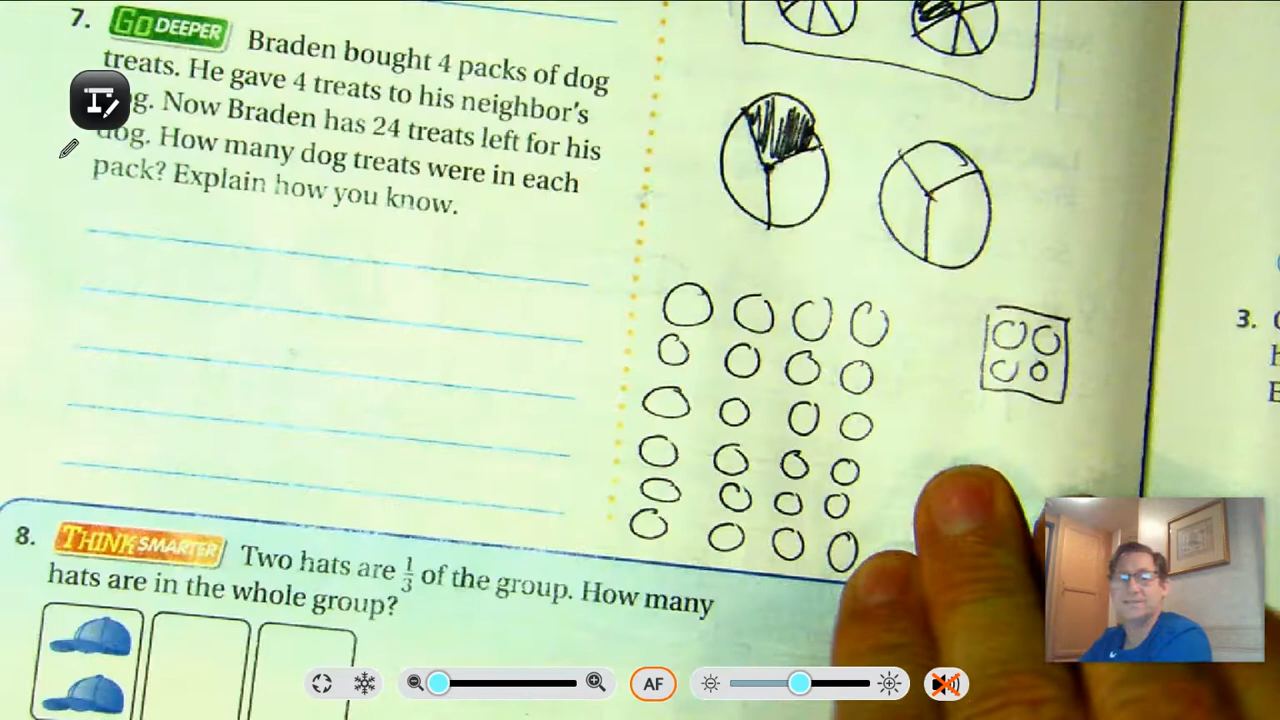 7. GO DEEPER Braden bought 4 packs of dog
treats. He gave 4 treats to his neighbor's
dog. Now Braden has 24 treats left for his
dog. How many dog treats were in each
pack? Explain how you know.
8. THINK SMARTER Two hats are 1/3 of the group. How many
hats are in the whole group?
3.
AF